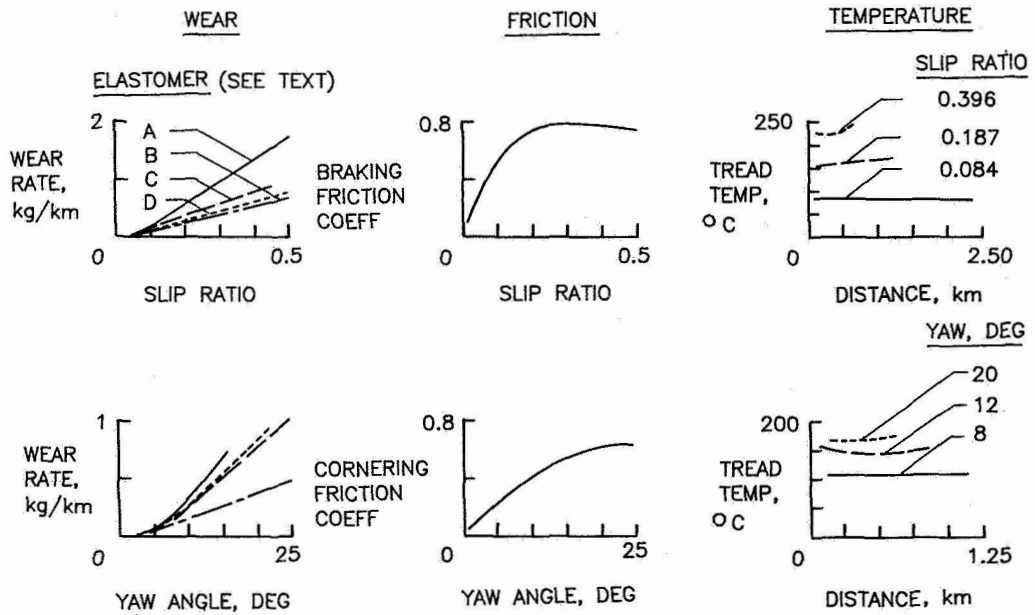 WEAR
ELASTOMER (SEE TEXT)
2
A
B
C
D
WEAR
RATE,
kg/km
0
0.5
SLIP RATIO
FRICTION
0.8
BRAKING
FRICTION
COEFF
0
0.5
SLIP RATIO
TEMPERATURE
SLIP RATIO
0.396
0.187
0.084
250
TREAD
TEMP,
°C
0
2.50
DISTANCE, km
1
WEAR
RATE,
kg/km
0
25
YAW ANGLE, DEG
0.8
CORNERING
FRICTION
COEFF
0
25
YAW ANGLE, DEG
YAW, DEG
20
12
8
200
TREAD
TEMP,
°C
0
1.25
DISTANCE, km